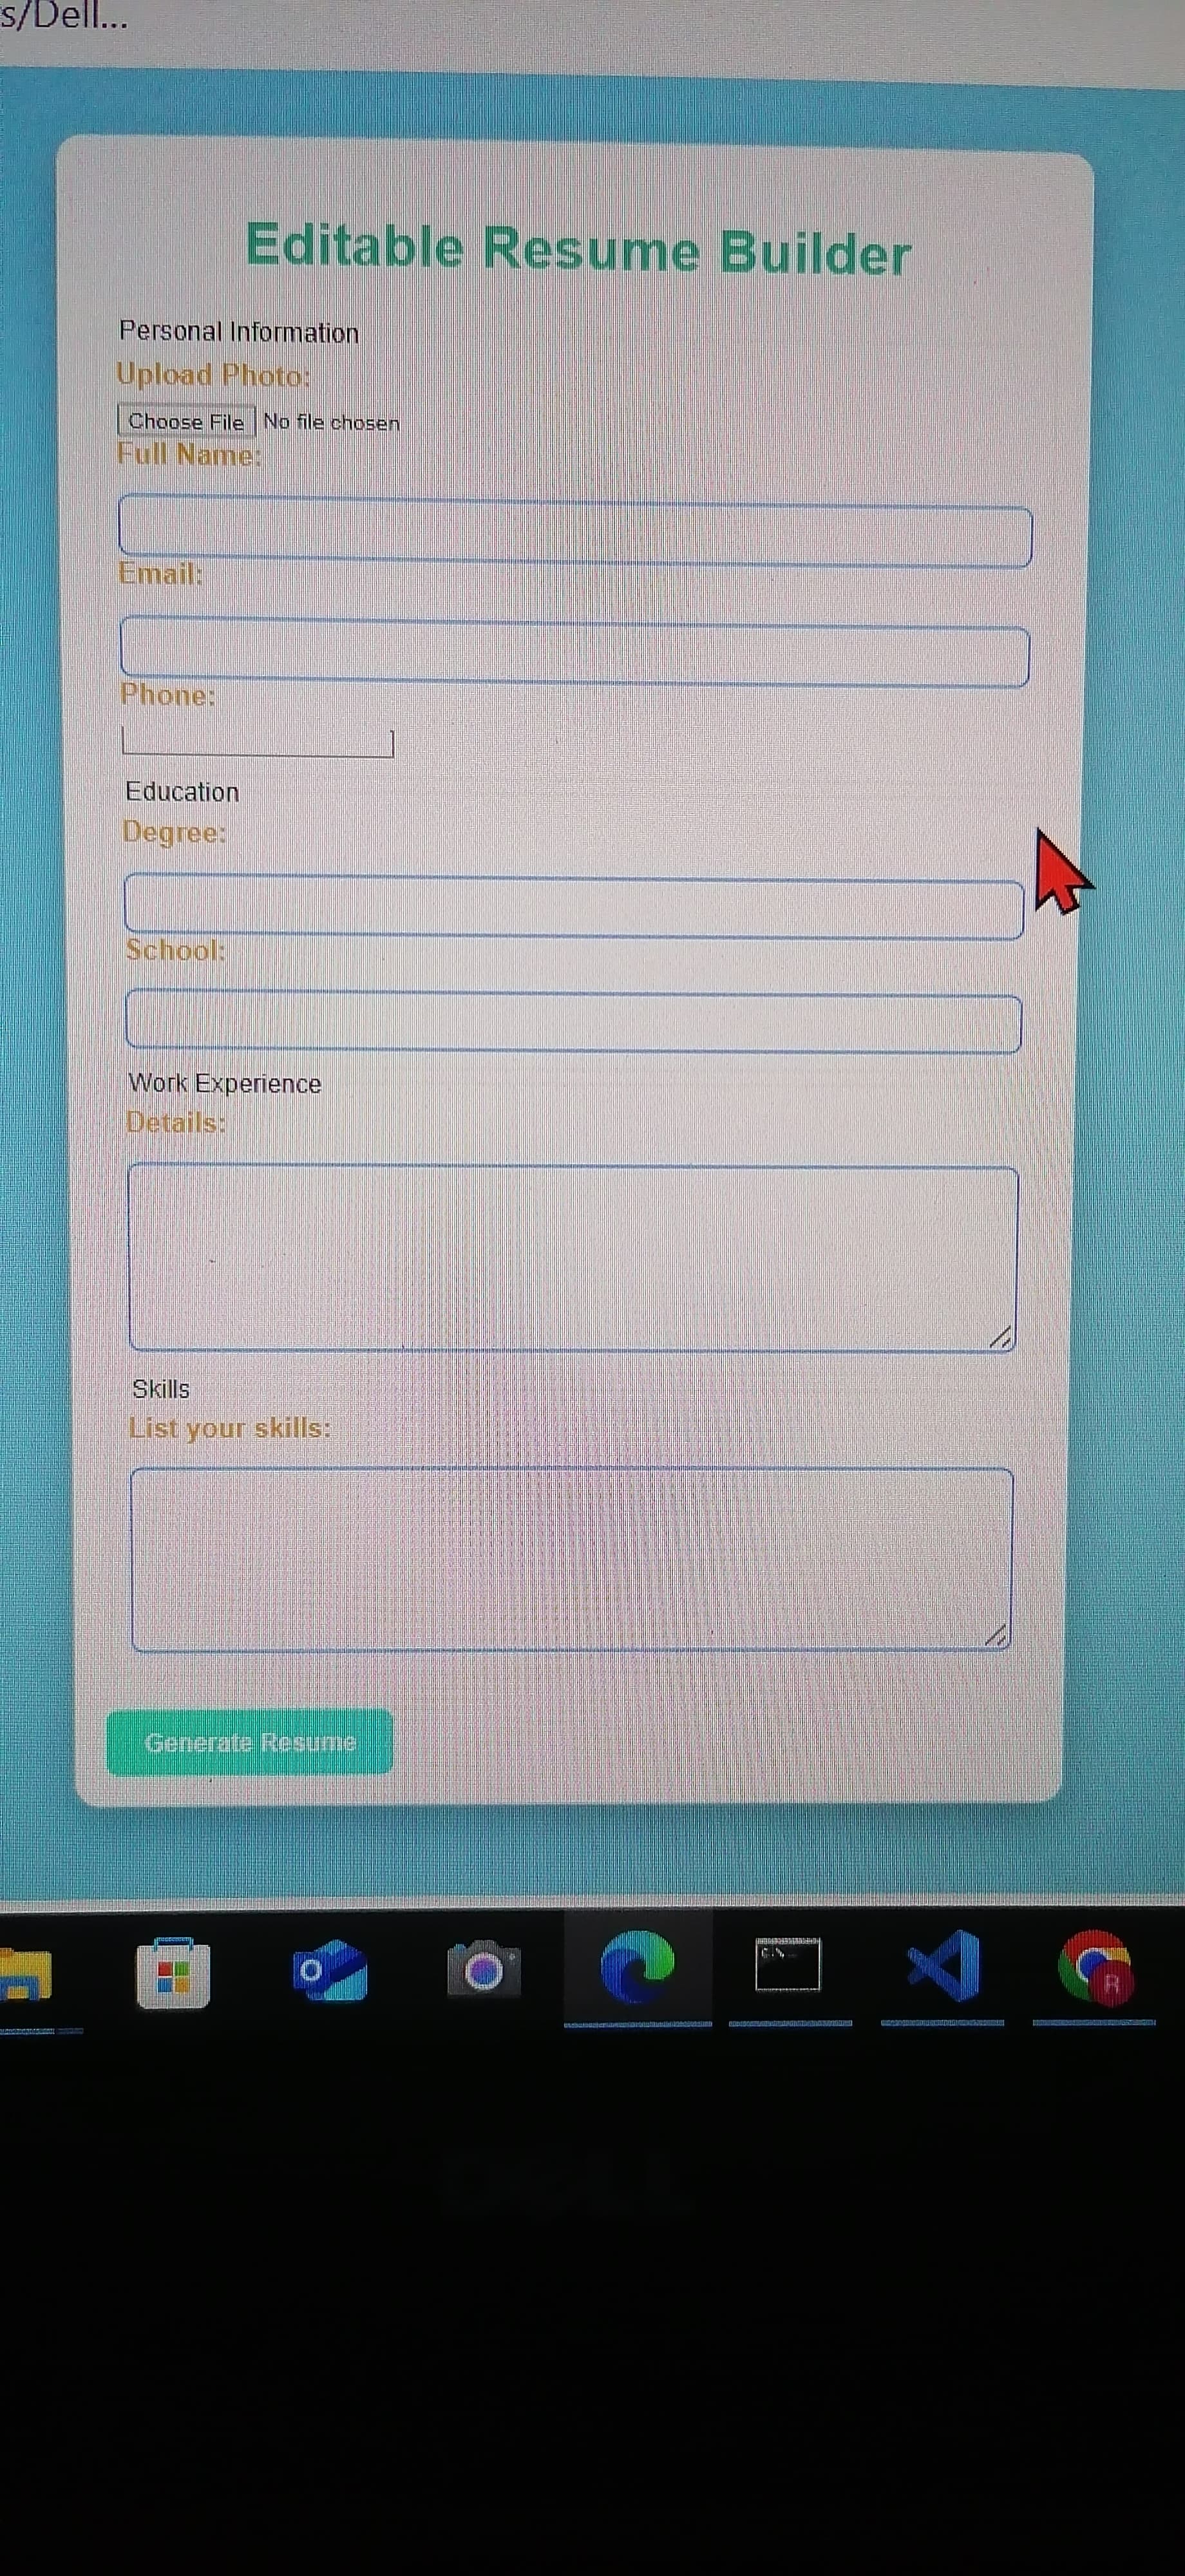 s/Dell...
Editable Resume Builder
Personal Information
Upload Photo:
Choose File No file chosen
Full Name:
Email:
Phone:
Education
Degree:
School:
Work Experience
Details:
Skills
List your skills:
Generate Resume
C:\_
R